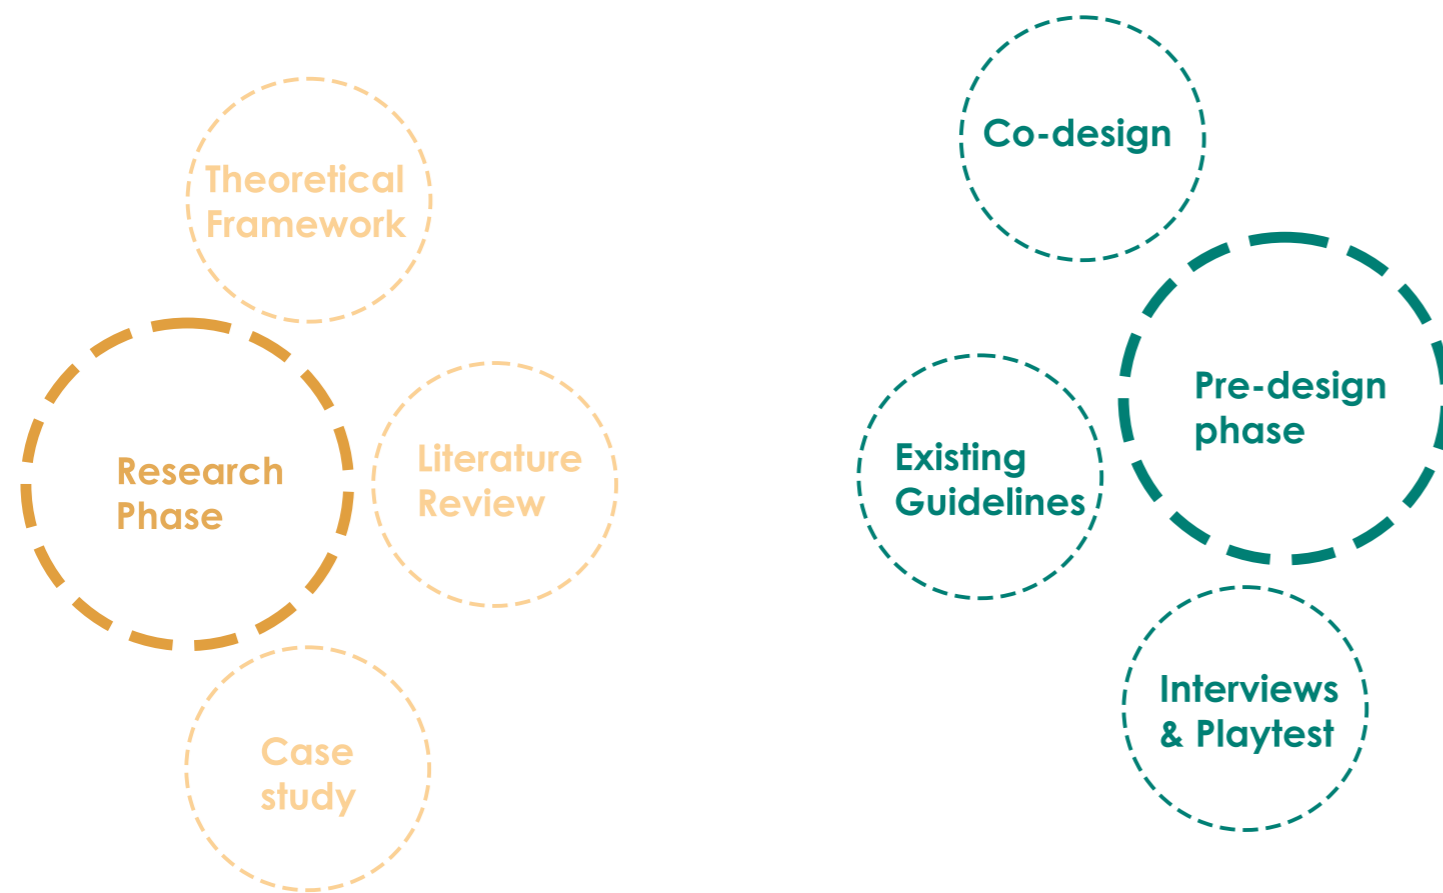 Theoretical
Framework
Research
Phase
Literature
Review
Case
study
Co-design
Pre-design
phase
Existing
Guidelines
Interviews
& Playtest